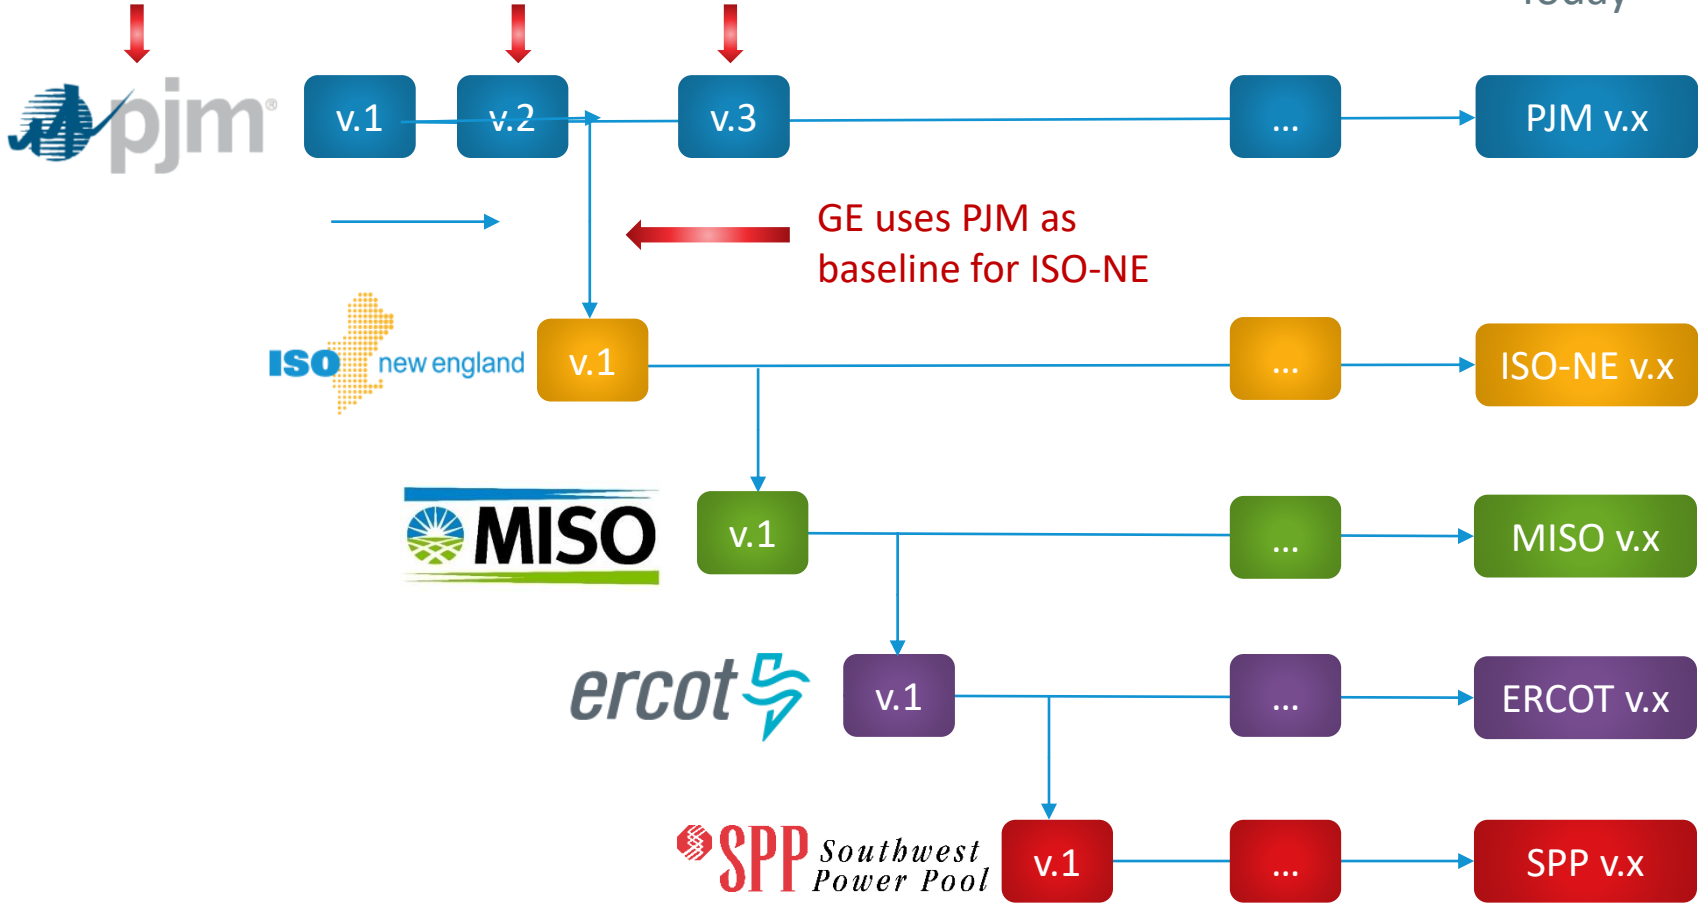 Today
pjm®
v.1
v.2
v.3
...
PJM v.x
GE uses PJM as
baseline for ISO-NE
ISO new england
v.1
...
ISO-NE v.x
MISO
v.1
...
MISO v.x
ercot
v.1
...
ERCOT v.x
SPP Southwest
Power Pool
v.1
...
SPP v.x